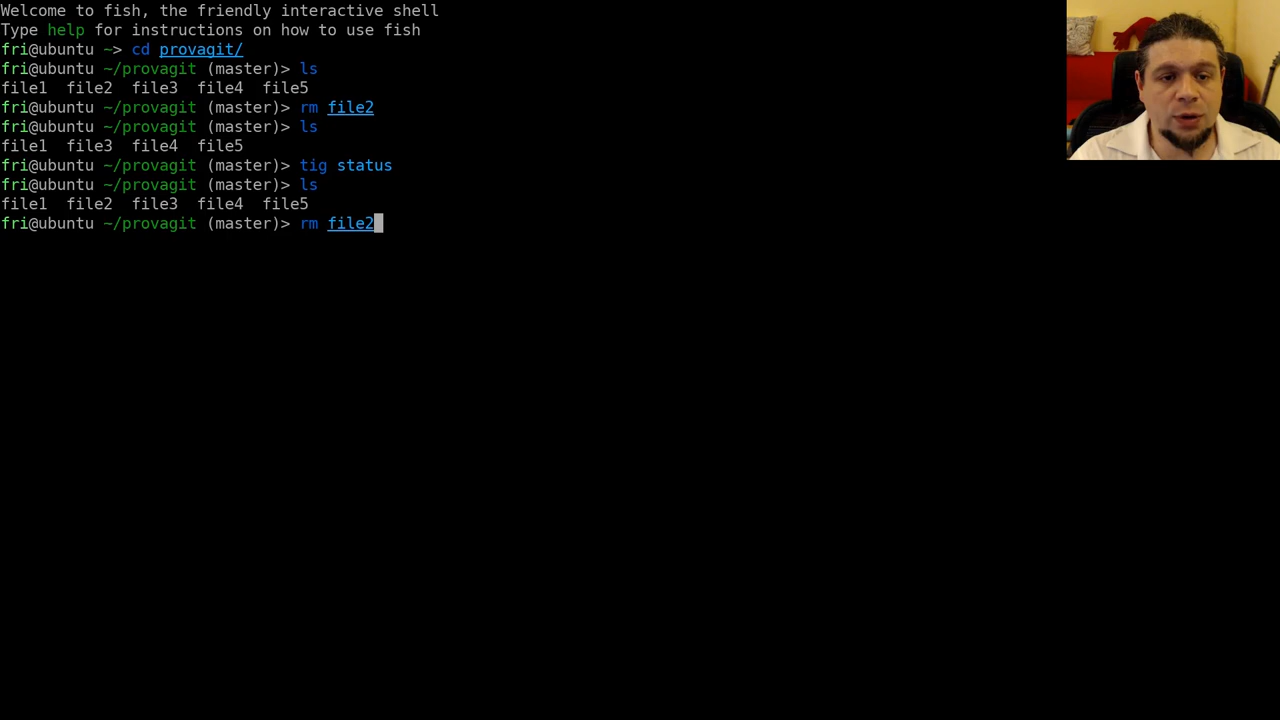 Welcome to fish, the friendly interactive shell
Type help for instructions on how to use fish
fri@ubuntu ~> cd provagit/
fri@ubuntu ~/provagit (master)> ls
file1  file2  file3  file4  file5
fri@ubuntu ~/provagit (master)> rm file2
fri@ubuntu ~/provagit (master)> ls
file1  file3  file4  file5
fri@ubuntu ~/provagit (master)> tig status
fri@ubuntu ~/provagit (master)> ls
file1  file2  file3  file4  file5
fri@ubuntu ~/provagit (master)> rm file2